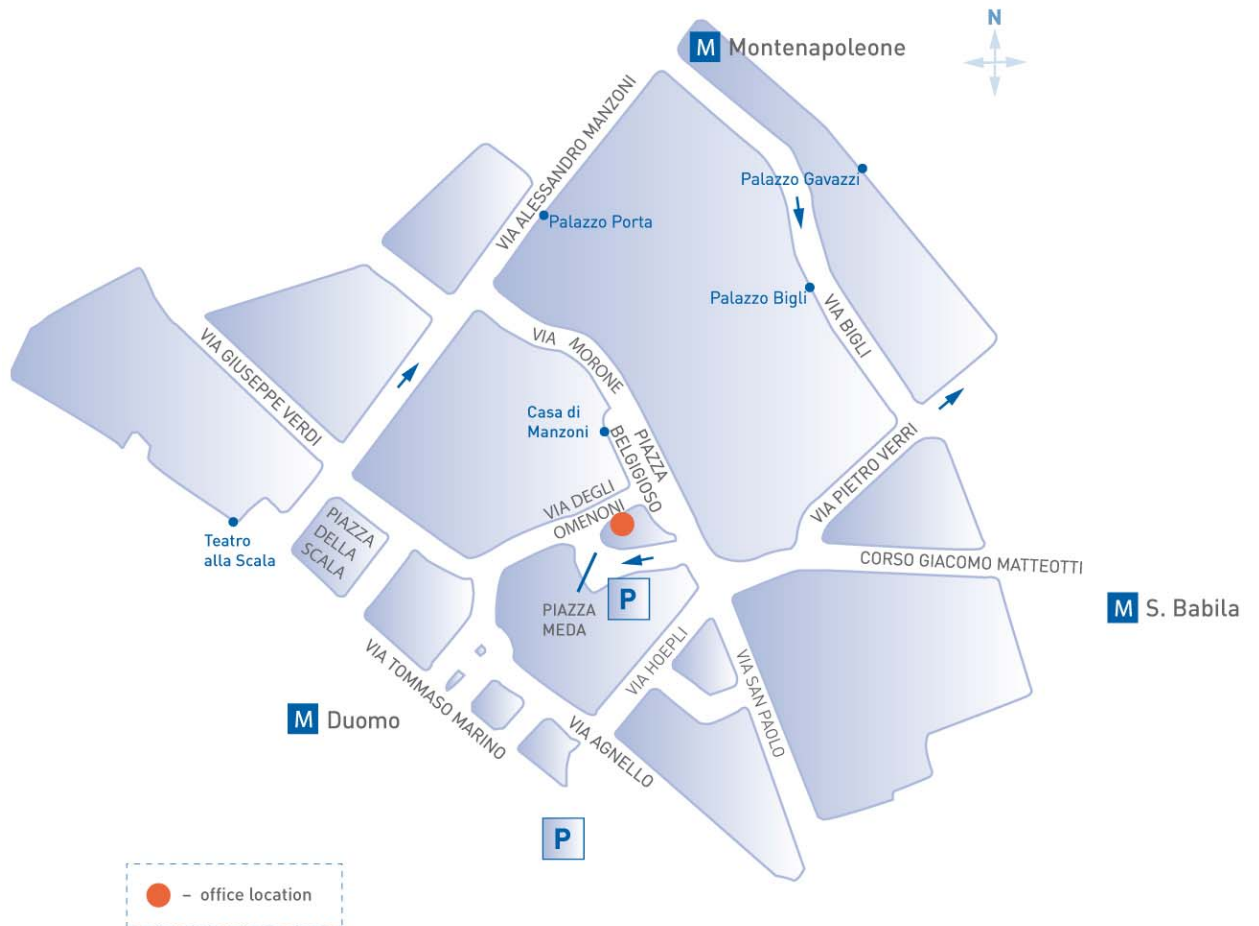 N
M Montenapoleone
VIA ALESSANDRO MANZONI
Palazzo Gavazzi
Palazzo Porta
Palazzo Bigli
VIA BIGLI
VIA GIUSEPPE VERDI
VIA MORONE
Casa di
Manzoni
PIAZZA
BELGIGIOSO
VIA PIETRO VERRI
VIA DEGLI
OMENONI
Teatro
alla Scala
PIAZZA
DELLA
SCALA
CORSO GIACOMO MATTEOTTI
P
PIAZZA
MEDA
M S. Babila
VIA HOEPLI
VIA SAN PAOLO
VIA TOMMASO MARINO
M Duomo
VIA AGNELLO
P
– office location